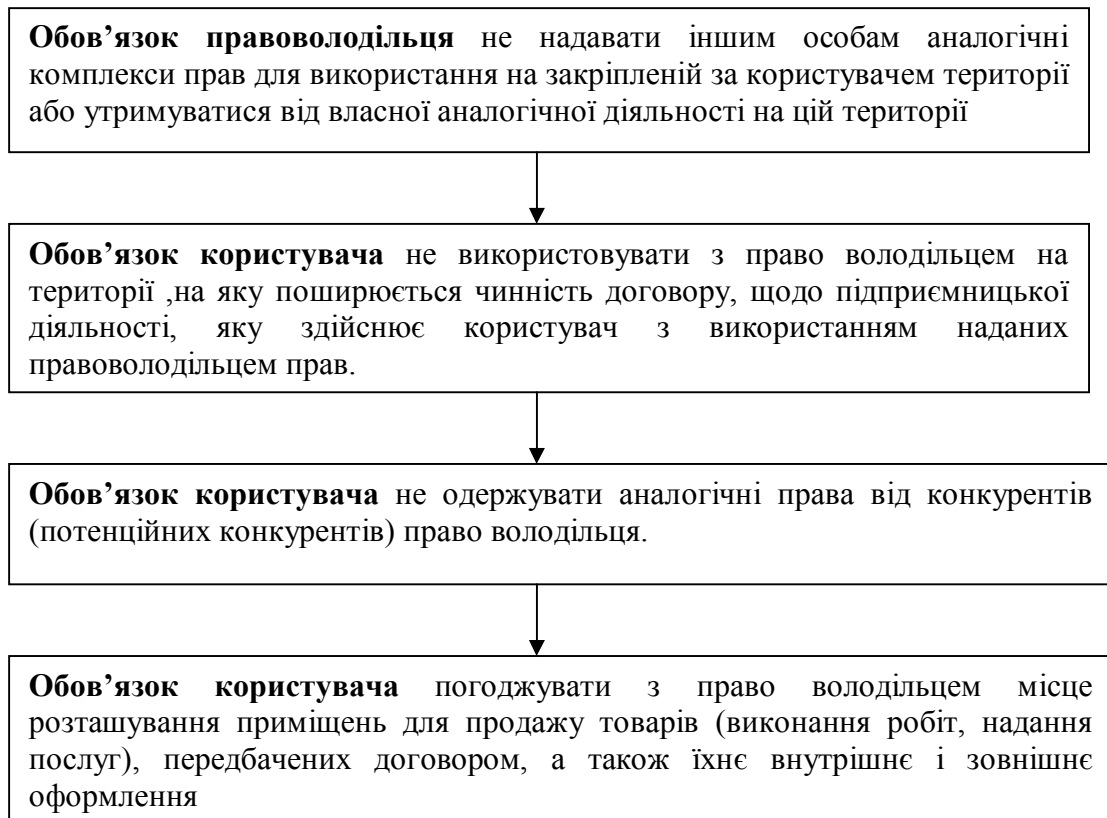 Обов’язок правоволодільця не надавати іншим особам аналогічні
комплекси прав для використання на закріпленій за користувачем території
або утримуватися від власної аналогічної діяльності на цій території
Обов’язок користувача не використовувати з право володільцем на
території ,на яку поширюється чинність договору, щодо підприємницької
діяльності, яку здійснює користувач з використанням наданих
правоволодільцем прав.
Обов’язок користувача не одержувати аналогічні права від конкурентів
(потенційних конкурентів) право володільця.
Обов’язок користувача погоджувати з право володільцем місце
розташування приміщень для продажу товарів (виконання робіт, надання
послуг), передбачених договором, а також їхнє внутрішнє і зовнішнє
оформлення